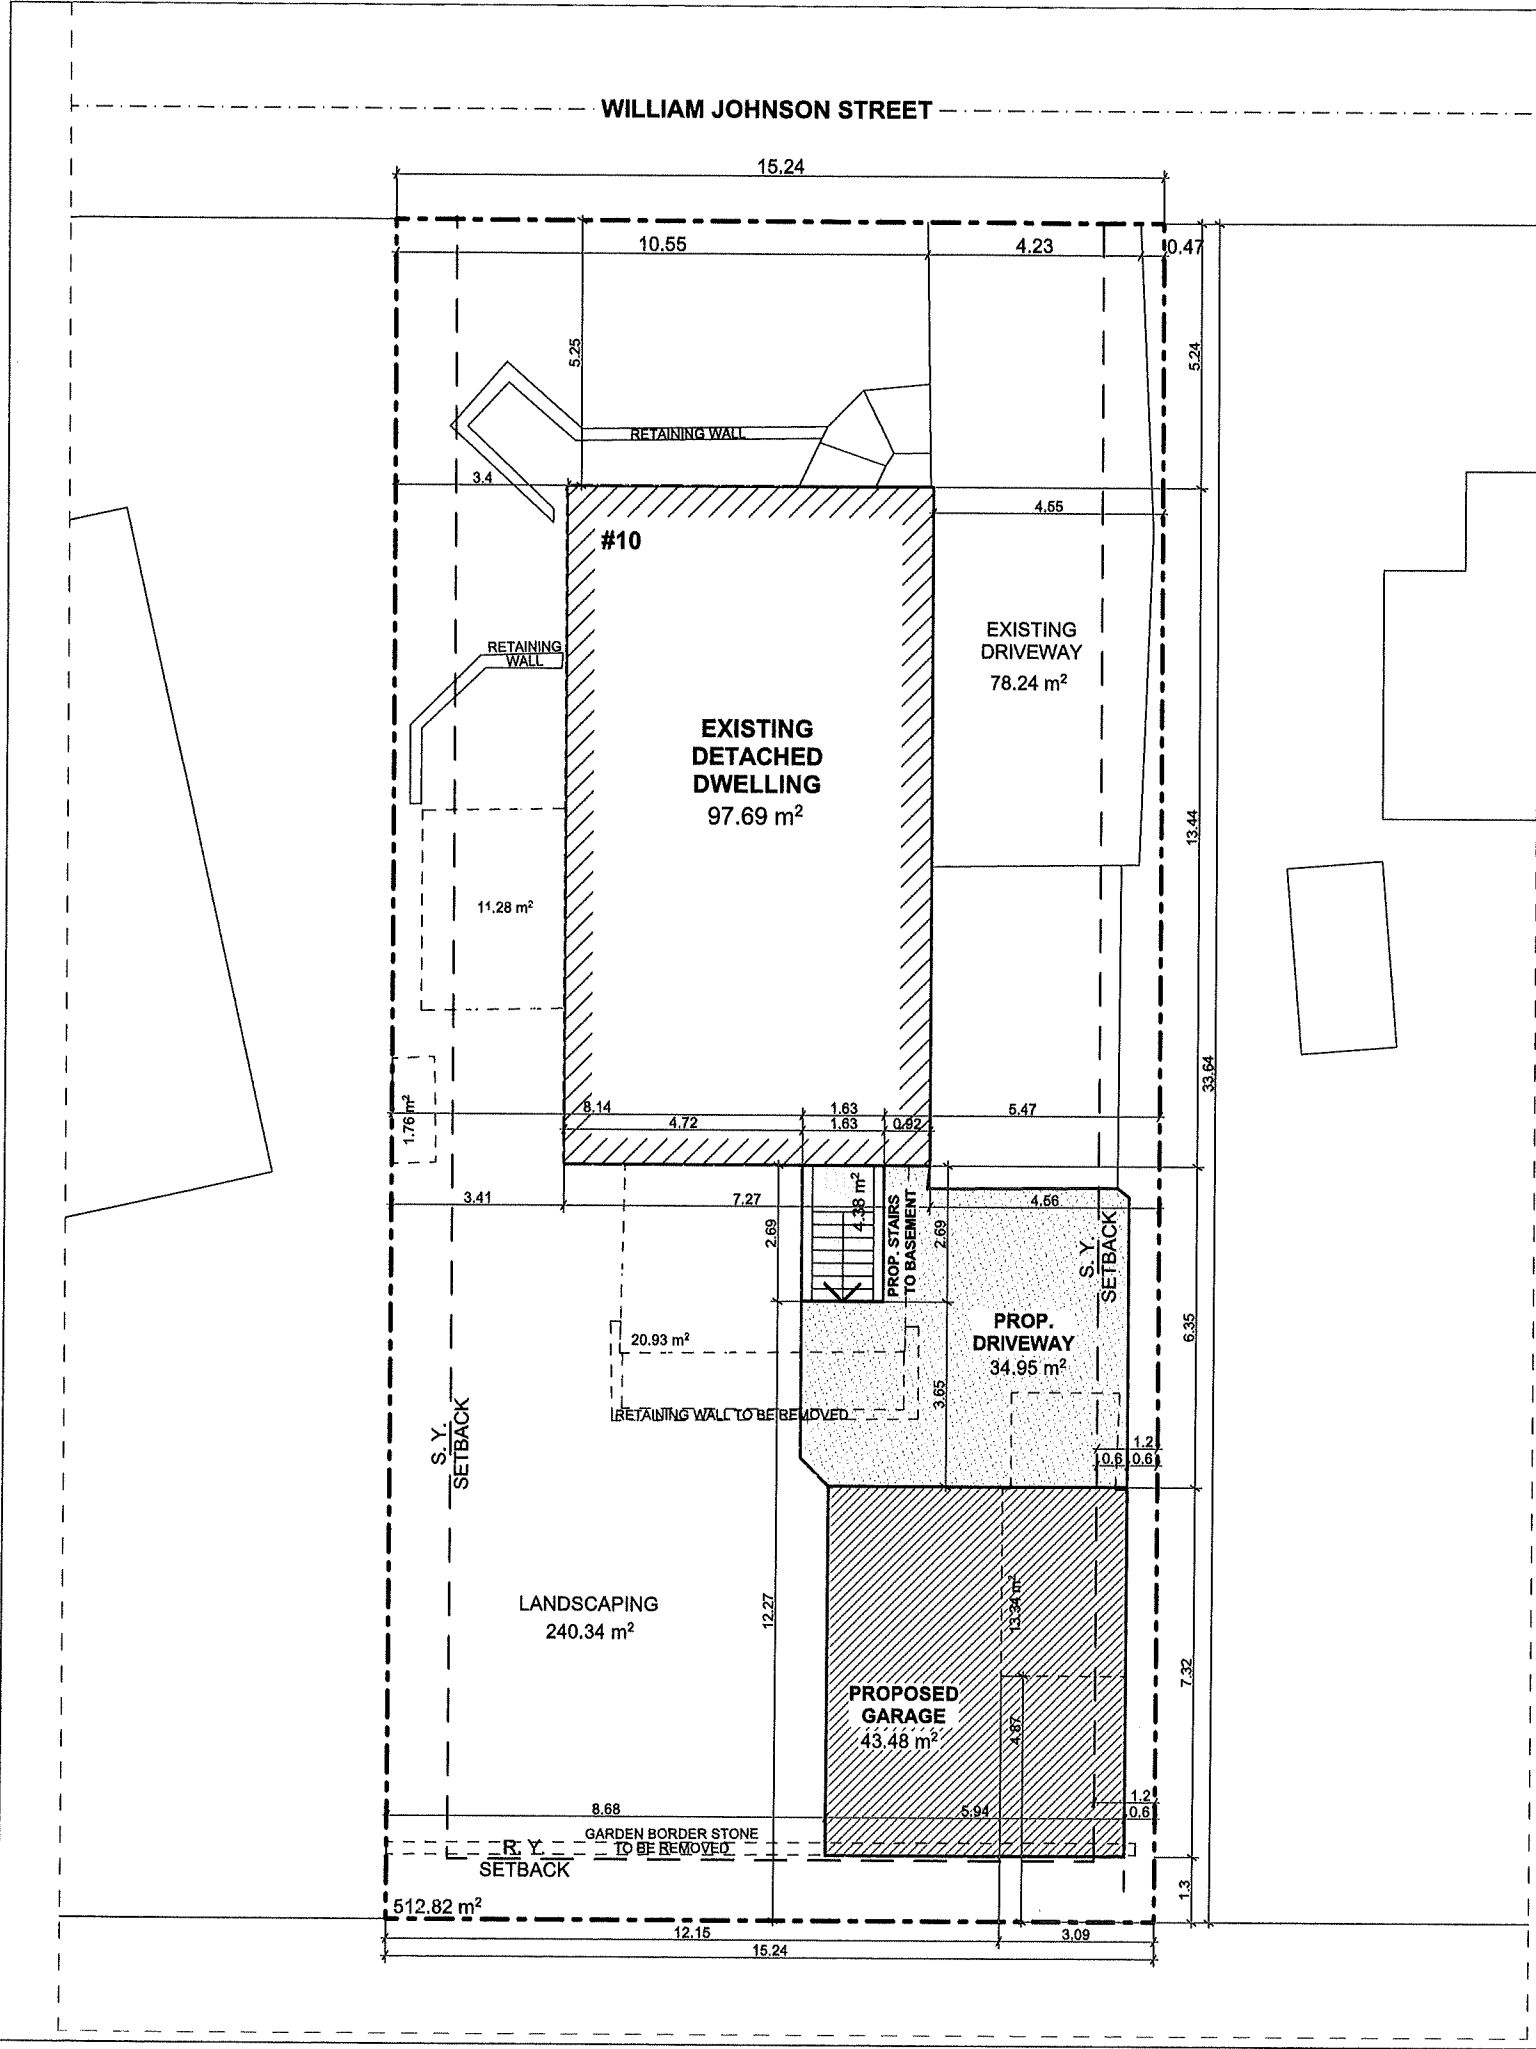 WILLIAM JOHNSON STREET
15.24
10.55
4.23
0.47
5.25
5.24
RETAINING WALL
3.4
4.55
#10
EXISTING
DRIVEWAY
78.24 m²
RETAINING
WALL
EXISTING
DETACHED
DWELLING
97.69 m²
13.44
11.28 m²
33.64
1.76 m²
8.14
1.63
5.47
4.72
1.63
0.92
3.41
7.27
4.56
2.69
4.38 m²
PROP. STAIRS
TO BASEMENT
2.69
S. Y.
SETBACK
PROP.
DRIVEWAY
34.95 m²
6.35
20.93 m²
3.65
RETAINING WALL TO BE REMOVED
S. Y.
SETBACK
1.2
0.6
0.6
LANDSCAPING
240.34 m²
12.27
13.34 m²
7.32
PROPOSED
GARAGE
43.48 m²
4.87
1.2
8.68
5.94
0.6
GARDEN BORDER STONE
TO BE REMOVED
R. Y.
SETBACK
1.3
512.82 m²
12.15
3.09
15.24